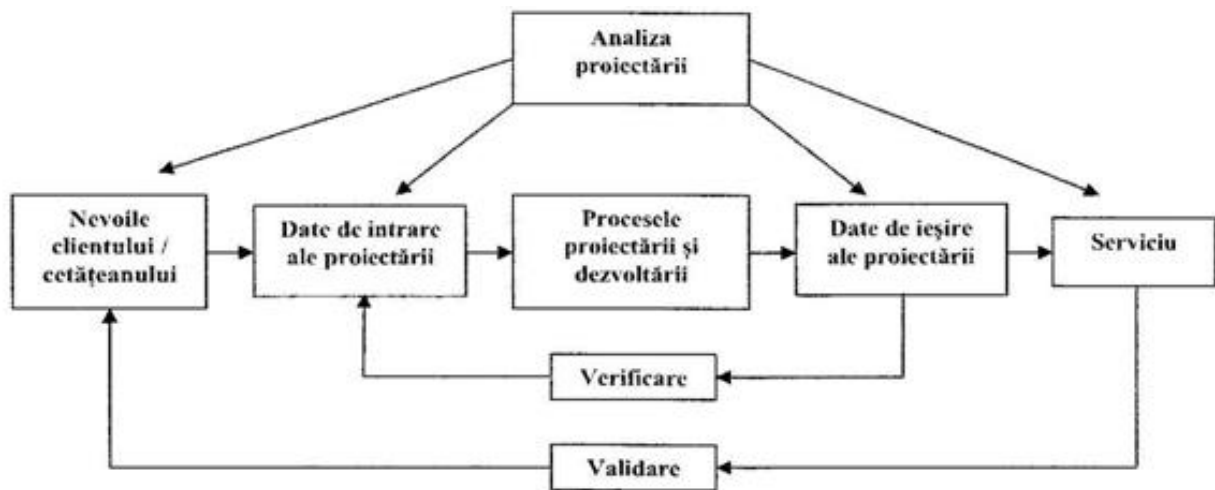 Analiza
proiectării
Nevoile
clientului /
cetățeanului
Date de intrare
ale proiectării
Procesele
proiectării și
dezvoltării
Date de ieșire
ale proiectării
Serviciu
Verificare
Validare